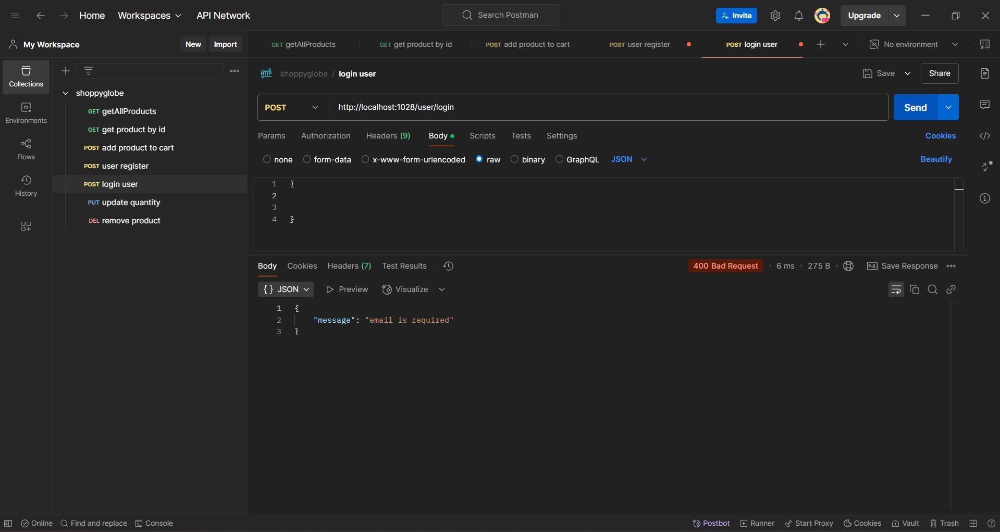 Home Workspaces API Network Search Postman Invite Upgrade
My Workspace New Import GET getAllProducts GET get product by id POST add product to cart POST user register POST login user No environment
Collections
Environments
Flows
History
shoppyglobe
GET getAllProducts
GET get product by id
POST add product to cart
POST user register
POST login user
PUT update quantity
DEL remove product
HTTP shoppyglobe / login user Save Share
POST http://localhost:1028/user/login Send
Params Authorization Headers (9) Body Scripts Tests Settings Cookies
none form-data x-www-form-urlencoded raw binary GraphQL JSON Beautify
1 {
2
3
4 }
Body Cookies Headers (7) Test Results 400 Bad Request • 6 ms • 275 B • e.g. Save Response
{} JSON Preview Visualize
1 {
2 "message": "email is required"
3 }
Online Find and replace Console Postbot Runner Start Proxy Cookies Vault Trash